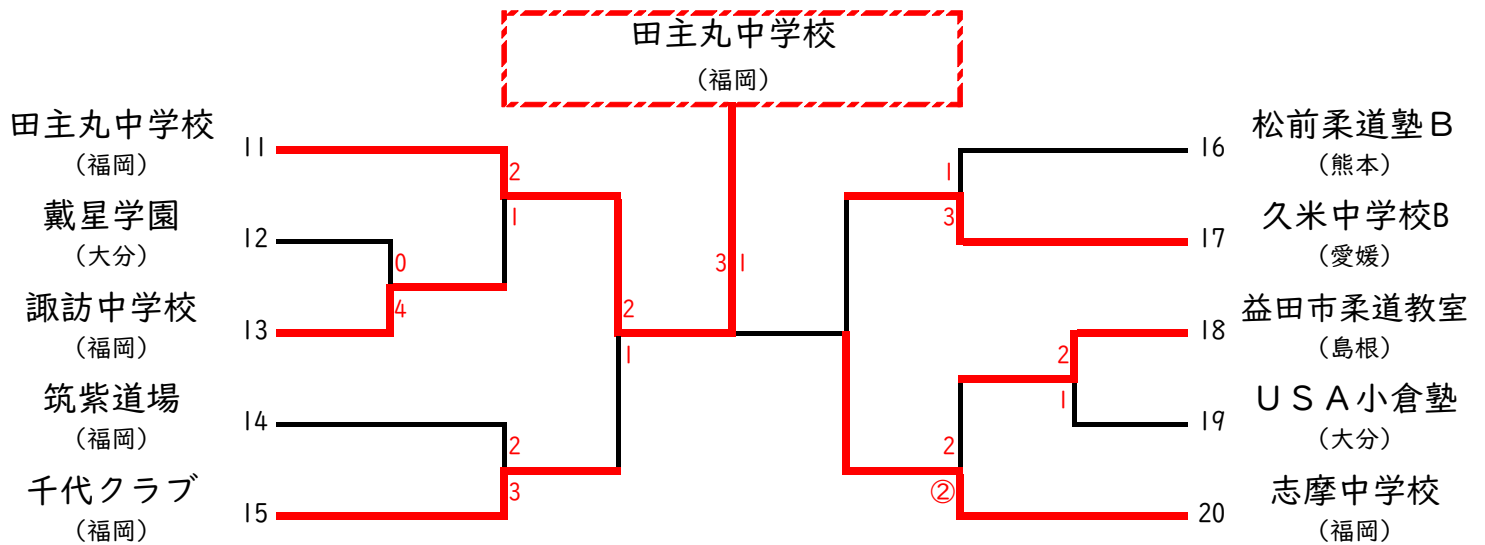 田主丸中学校
（福岡）
田主丸中学校
（福岡）
11
戴星学園
（大分）
12
諏訪中学校
（福岡）
13
筑紫道場
（福岡）
14
千代クラブ
（福岡）
15
2
1
0
4
2
3
2
1
3 1
1
3
2
1
2
②
16
松前柔道塾Ｂ
（熊本）
17
久米中学校B
（愛媛）
18
益田市柔道教室
（島根）
19
ＵＳＡ小倉塾
（大分）
20
志摩中学校
（福岡）